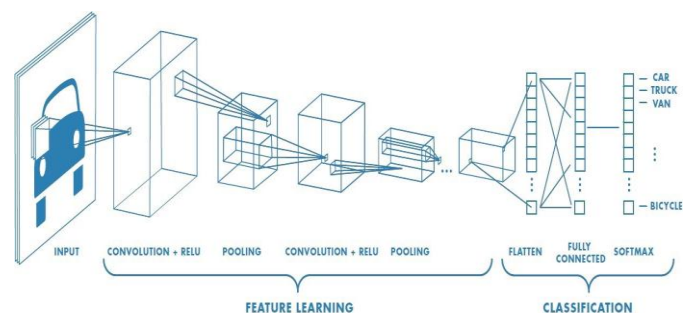 CAR
TRUCK
VAN
BICYCLE
INPUT
CONVOLUTION + RELU
POOLING
CONVOLUTION + RELU
POOLING
FLATTEN
FULLY
CONNECTED
SOFTMAX
FEATURE LEARNING
CLASSIFICATION